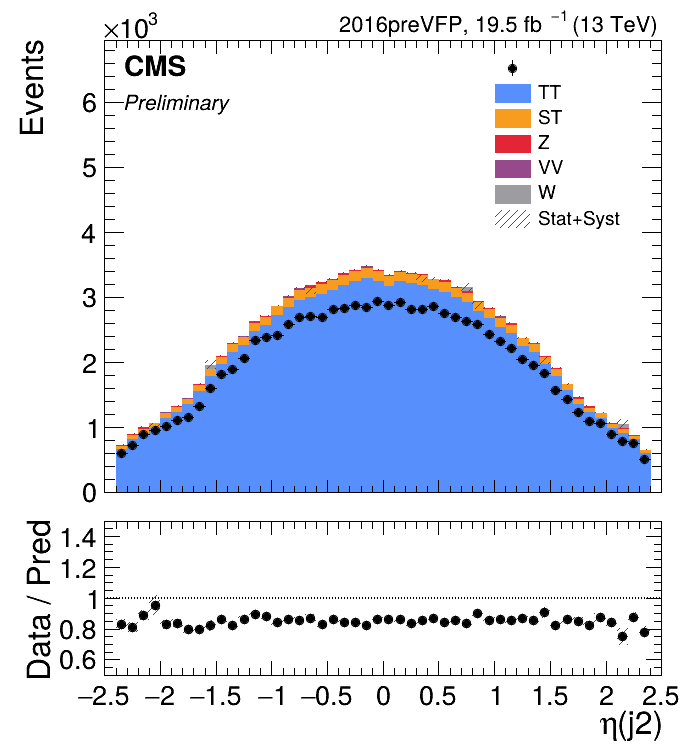 ×10³
2016preVFP, 19.5 fb ⁻¹ (13 TeV)
Events
CMS
Preliminary
TT
ST
Z
VV
W
Stat+Syst
6
5
4
3
2
1
0
Data / Pred
1.4
1.2
1
0.8
0.6
−2.5 −2 −1.5 −1 −0.5 0 0.5 1 1.5 2 2.5
η(j2)